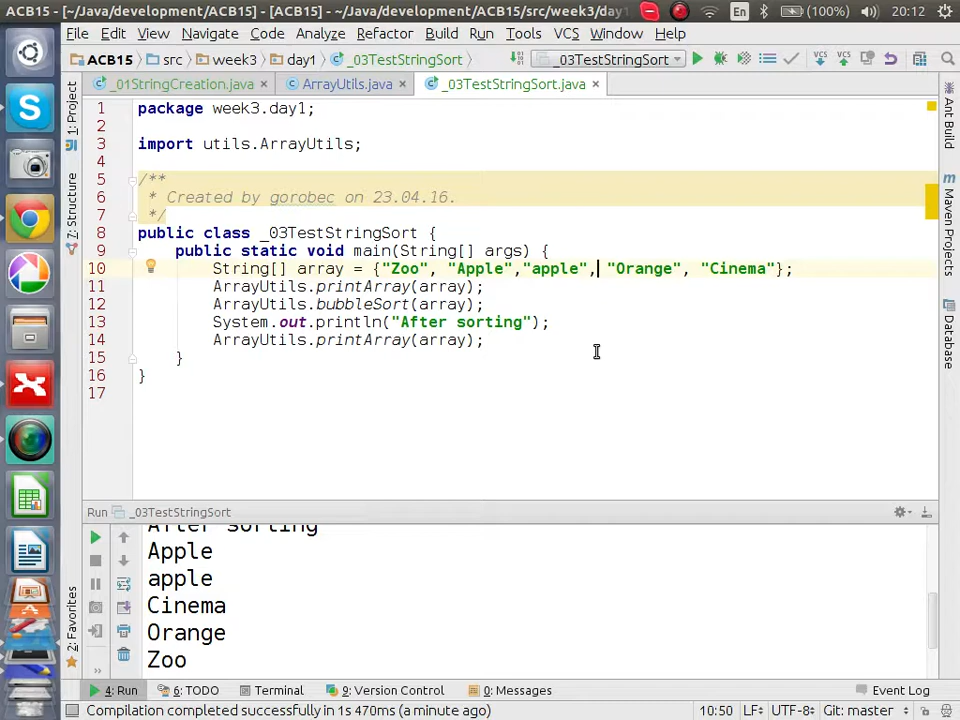 ACB15 - [~/Java/development/ACB15] - [ACB15] - ~/Java/development/ACB15/src/week3/day1
En (100%) 20:12
File Edit View Navigate Code Analyze Refactor Build Run Tools VCS Window Help
ACB15 src week3 day1 _03TestStringSort _03TestStringSort
_01StringCreation.java × ArrayUtils.java × _03TestStringSort.java ×
1 package week3.day1;
2
3 import utils.ArrayUtils;
4
5 /**
6 * Created by gorobec on 23.04.16.
7 */
8 public class _03TestStringSort {
9 public static void main(String[] args) {
10 String[] array = {"Zoo", "Apple","apple", "Orange", "Cinema"};
11 ArrayUtils.printArray(array);
12 ArrayUtils.bubbleSort(array);
13 System.out.println("After sorting");
14 ArrayUtils.printArray(array);
15 }
16 }
17
1: Project
7: Structure
2: Favorites
Ant Build
Maven Projects
Database
Run _03TestStringSort
After sorting
Apple
apple
Cinema
Orange
Zoo
4: Run 6: TODO Terminal 9: Version Control 0: Messages Event Log
Compilation completed successfully in 1s 470ms (a minute ago) 10:50 LF UTF-8 Git: master